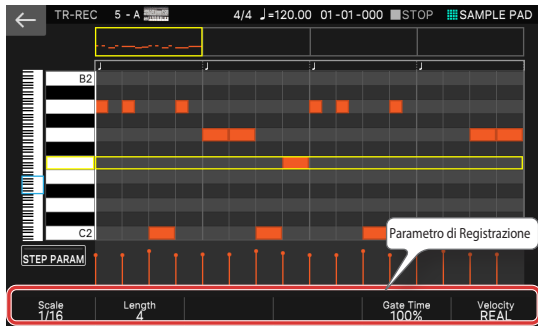 TR-REC 5 - A 4/4 ♩=120.00 01-01-000 STOP SAMPLE PAD
B2
C2
Parametro di Registrazione
STEP PARAM
Scale Length Gate Time Velocity
1/16 4 100% REAL